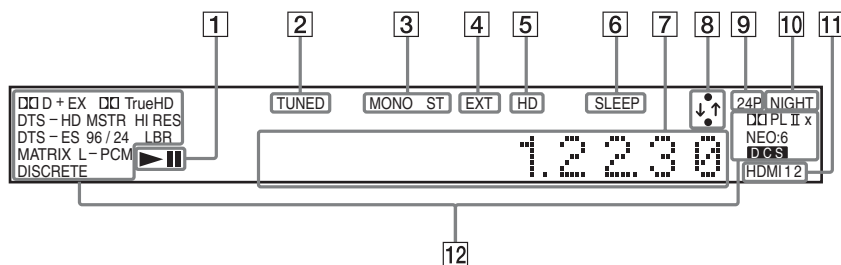 1 2 3 4 5 6 7 8 9 10 11
D + EX TrueHD
DTS – HD MSTR HI RES
DTS – ES 96 / 24 LBR
MATRIX L – PCM
DISCRETE
TUNED
MONO ST
EXT
HD
SLEEP
24P
NIGHT
PL II x
NEO:6
D C S
HDMI 1 2
1.2 2.3 0
12